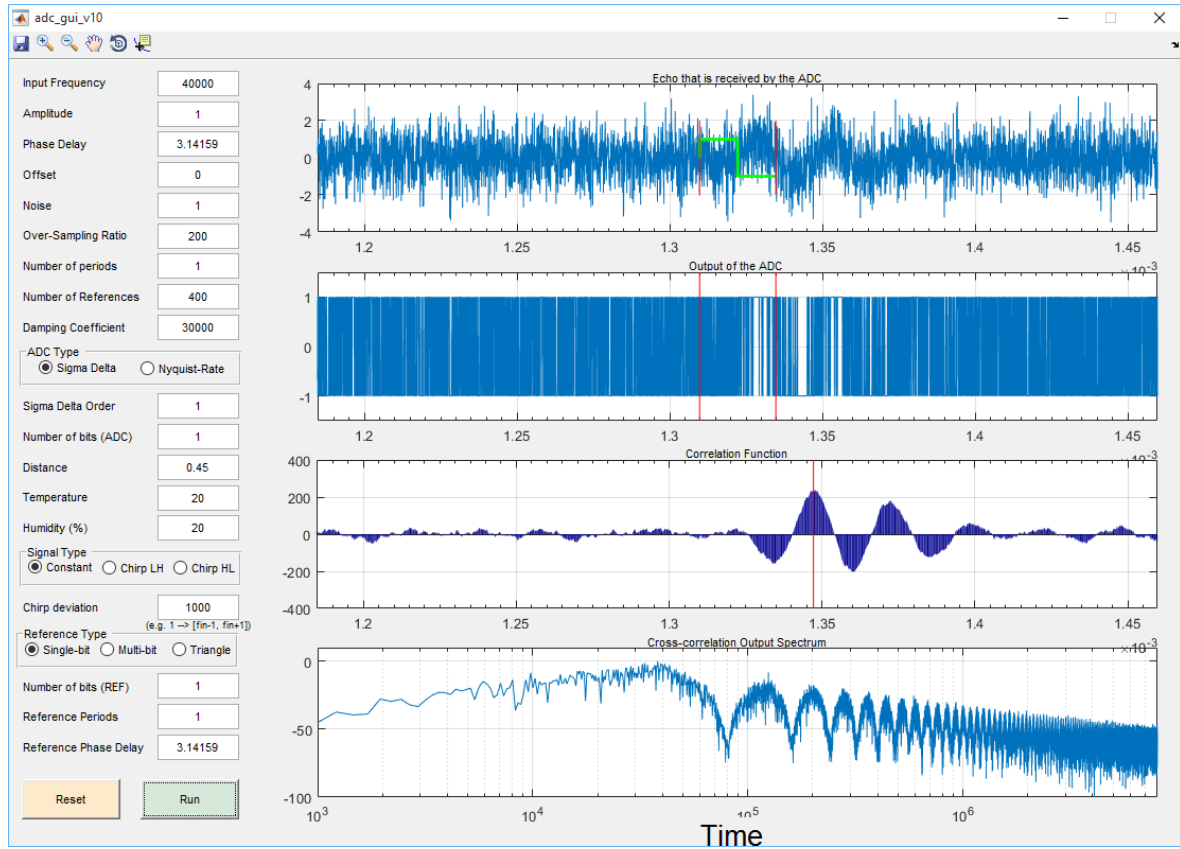 adc_gui_v10
Input Frequency 40000
Amplitude 1
Phase Delay 3.14159
Offset 0
Noise 1
Over-Sampling Ratio 200
Number of periods 1
Number of References 400
Damping Coefficient 30000
ADC Type
Sigma Delta Nyquist-Rate
Sigma Delta Order 1
Number of bits (ADC) 1
Distance 0.45
Temperature 20
Humidity (%) 20
Signal Type
Constant Chirp LH Chirp HL
Chirp deviation 1000
(e.g. 1 --> [fin-1, fin+1])
Reference Type
Single-bit Multi-bit Triangle
Number of bits (REF) 1
Reference Periods 1
Reference Phase Delay 3.14159
Reset Run
Echo that is received by the ADC
4
2
0
-2
-4
1.2 1.25 1.3 1.35 1.4 1.45
Output of the ADC
1
0
-1
1.2 1.25 1.3 1.35 1.4 1.45
Correlation Function
400
200
0
-200
-400
1.2 1.25 1.3 1.35 1.4 1.45
Cross-correlation Output Spectrum
0
-50
-100
10^3 10^4 10^5 10^6
Time